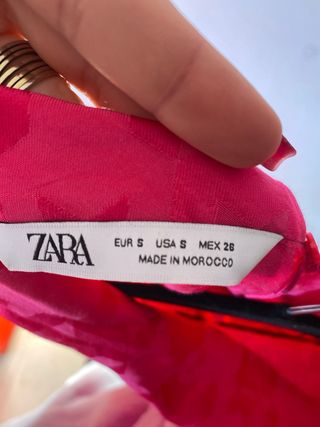 ZARA
EUR S USA S MEX 26
MADE IN MOROCCO